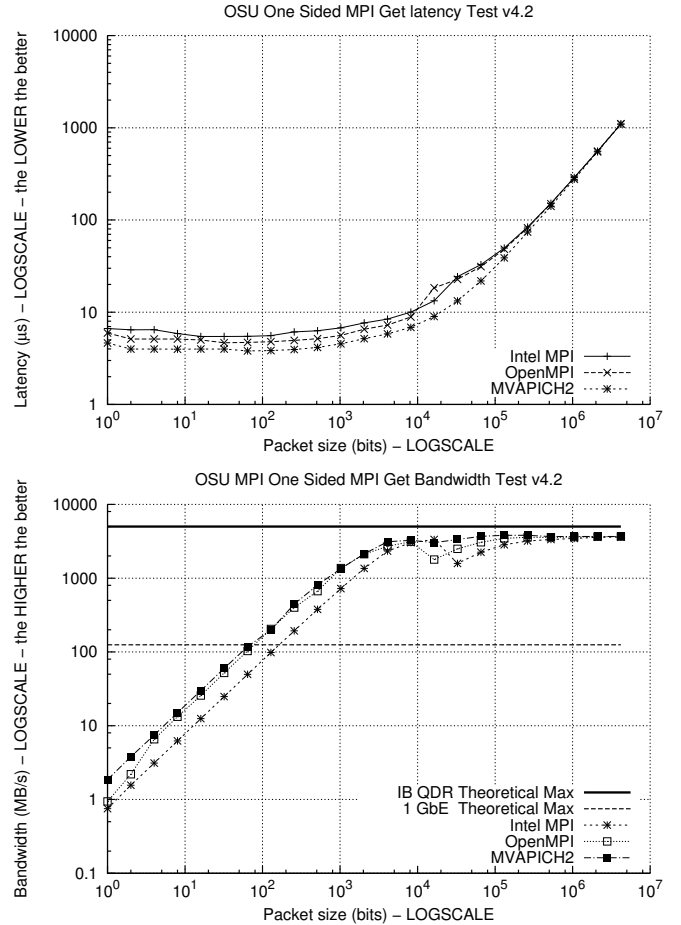 OSU One Sided MPI Get latency Test v4.2
Latency (µs) – LOGSCALE – the LOWER the better
10000
1000
100
10
1
Intel MPI
OpenMPI
MVAPICH2
10^0 10^1 10^2 10^3 10^4 10^5 10^6 10^7
Packet size (bits) – LOGSCALE
OSU MPI One Sided MPI Get Bandwidth Test v4.2
Bandwidth (MB/s) – LOGSCALE – the HIGHER the better
10000
1000
100
10
1
0.1
IB QDR Theoretical Max
1 GbE Theoretical Max
Intel MPI
OpenMPI
MVAPICH2
10^0 10^1 10^2 10^3 10^4 10^5 10^6 10^7
Packet size (bits) – LOGSCALE